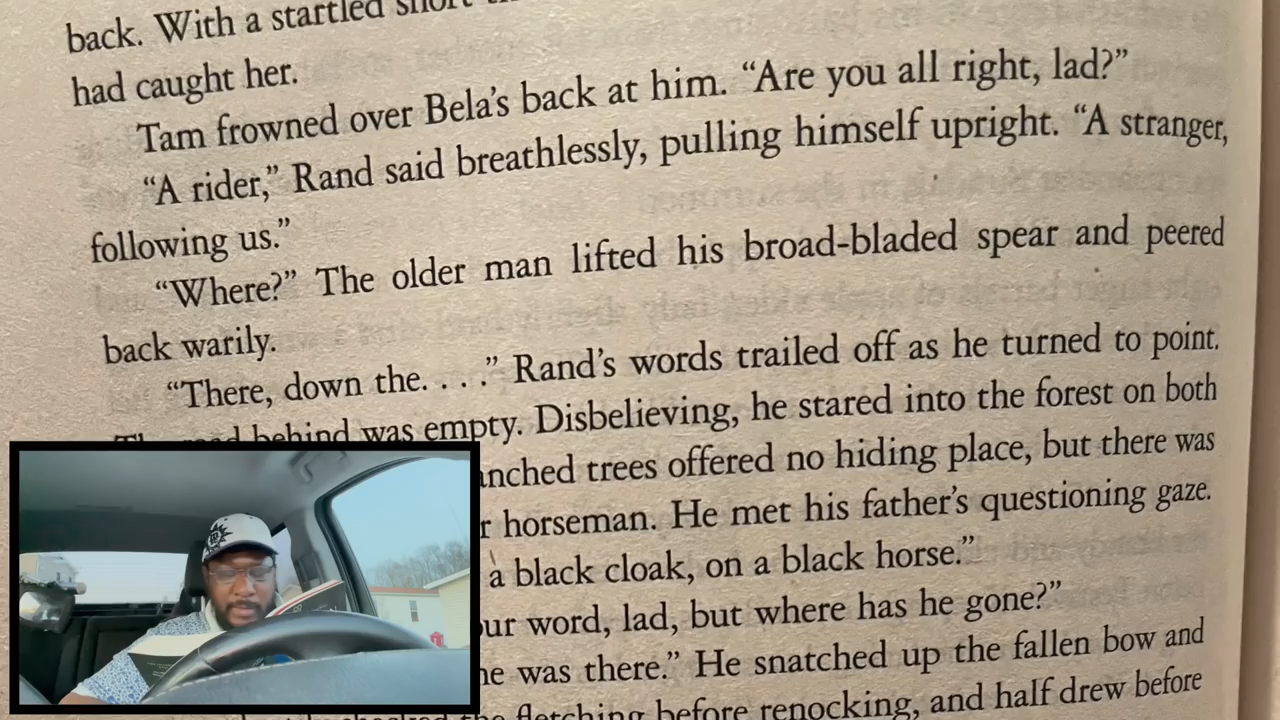 back. With a startled snort
had caught her.
Tam frowned over Bela's back at him. “Are you all right, lad?”
“A rider,” Rand said breathlessly, pulling himself upright. “A stranger,
following us.”
“Where?” The older man lifted his broad-bladed spear and peered
back warily.
“There, down the. . . .” Rand's words trailed off as he turned to point.
behind was empty. Disbelieving, he stared into the forest on both
trees offered no hiding place, but there was
horseman. He met his father's questioning gaze.
a black cloak, on a black horse.”
word, lad, but where has he gone?”
was there.” He snatched up the fallen bow and
the fletching before renocking, and half drew before